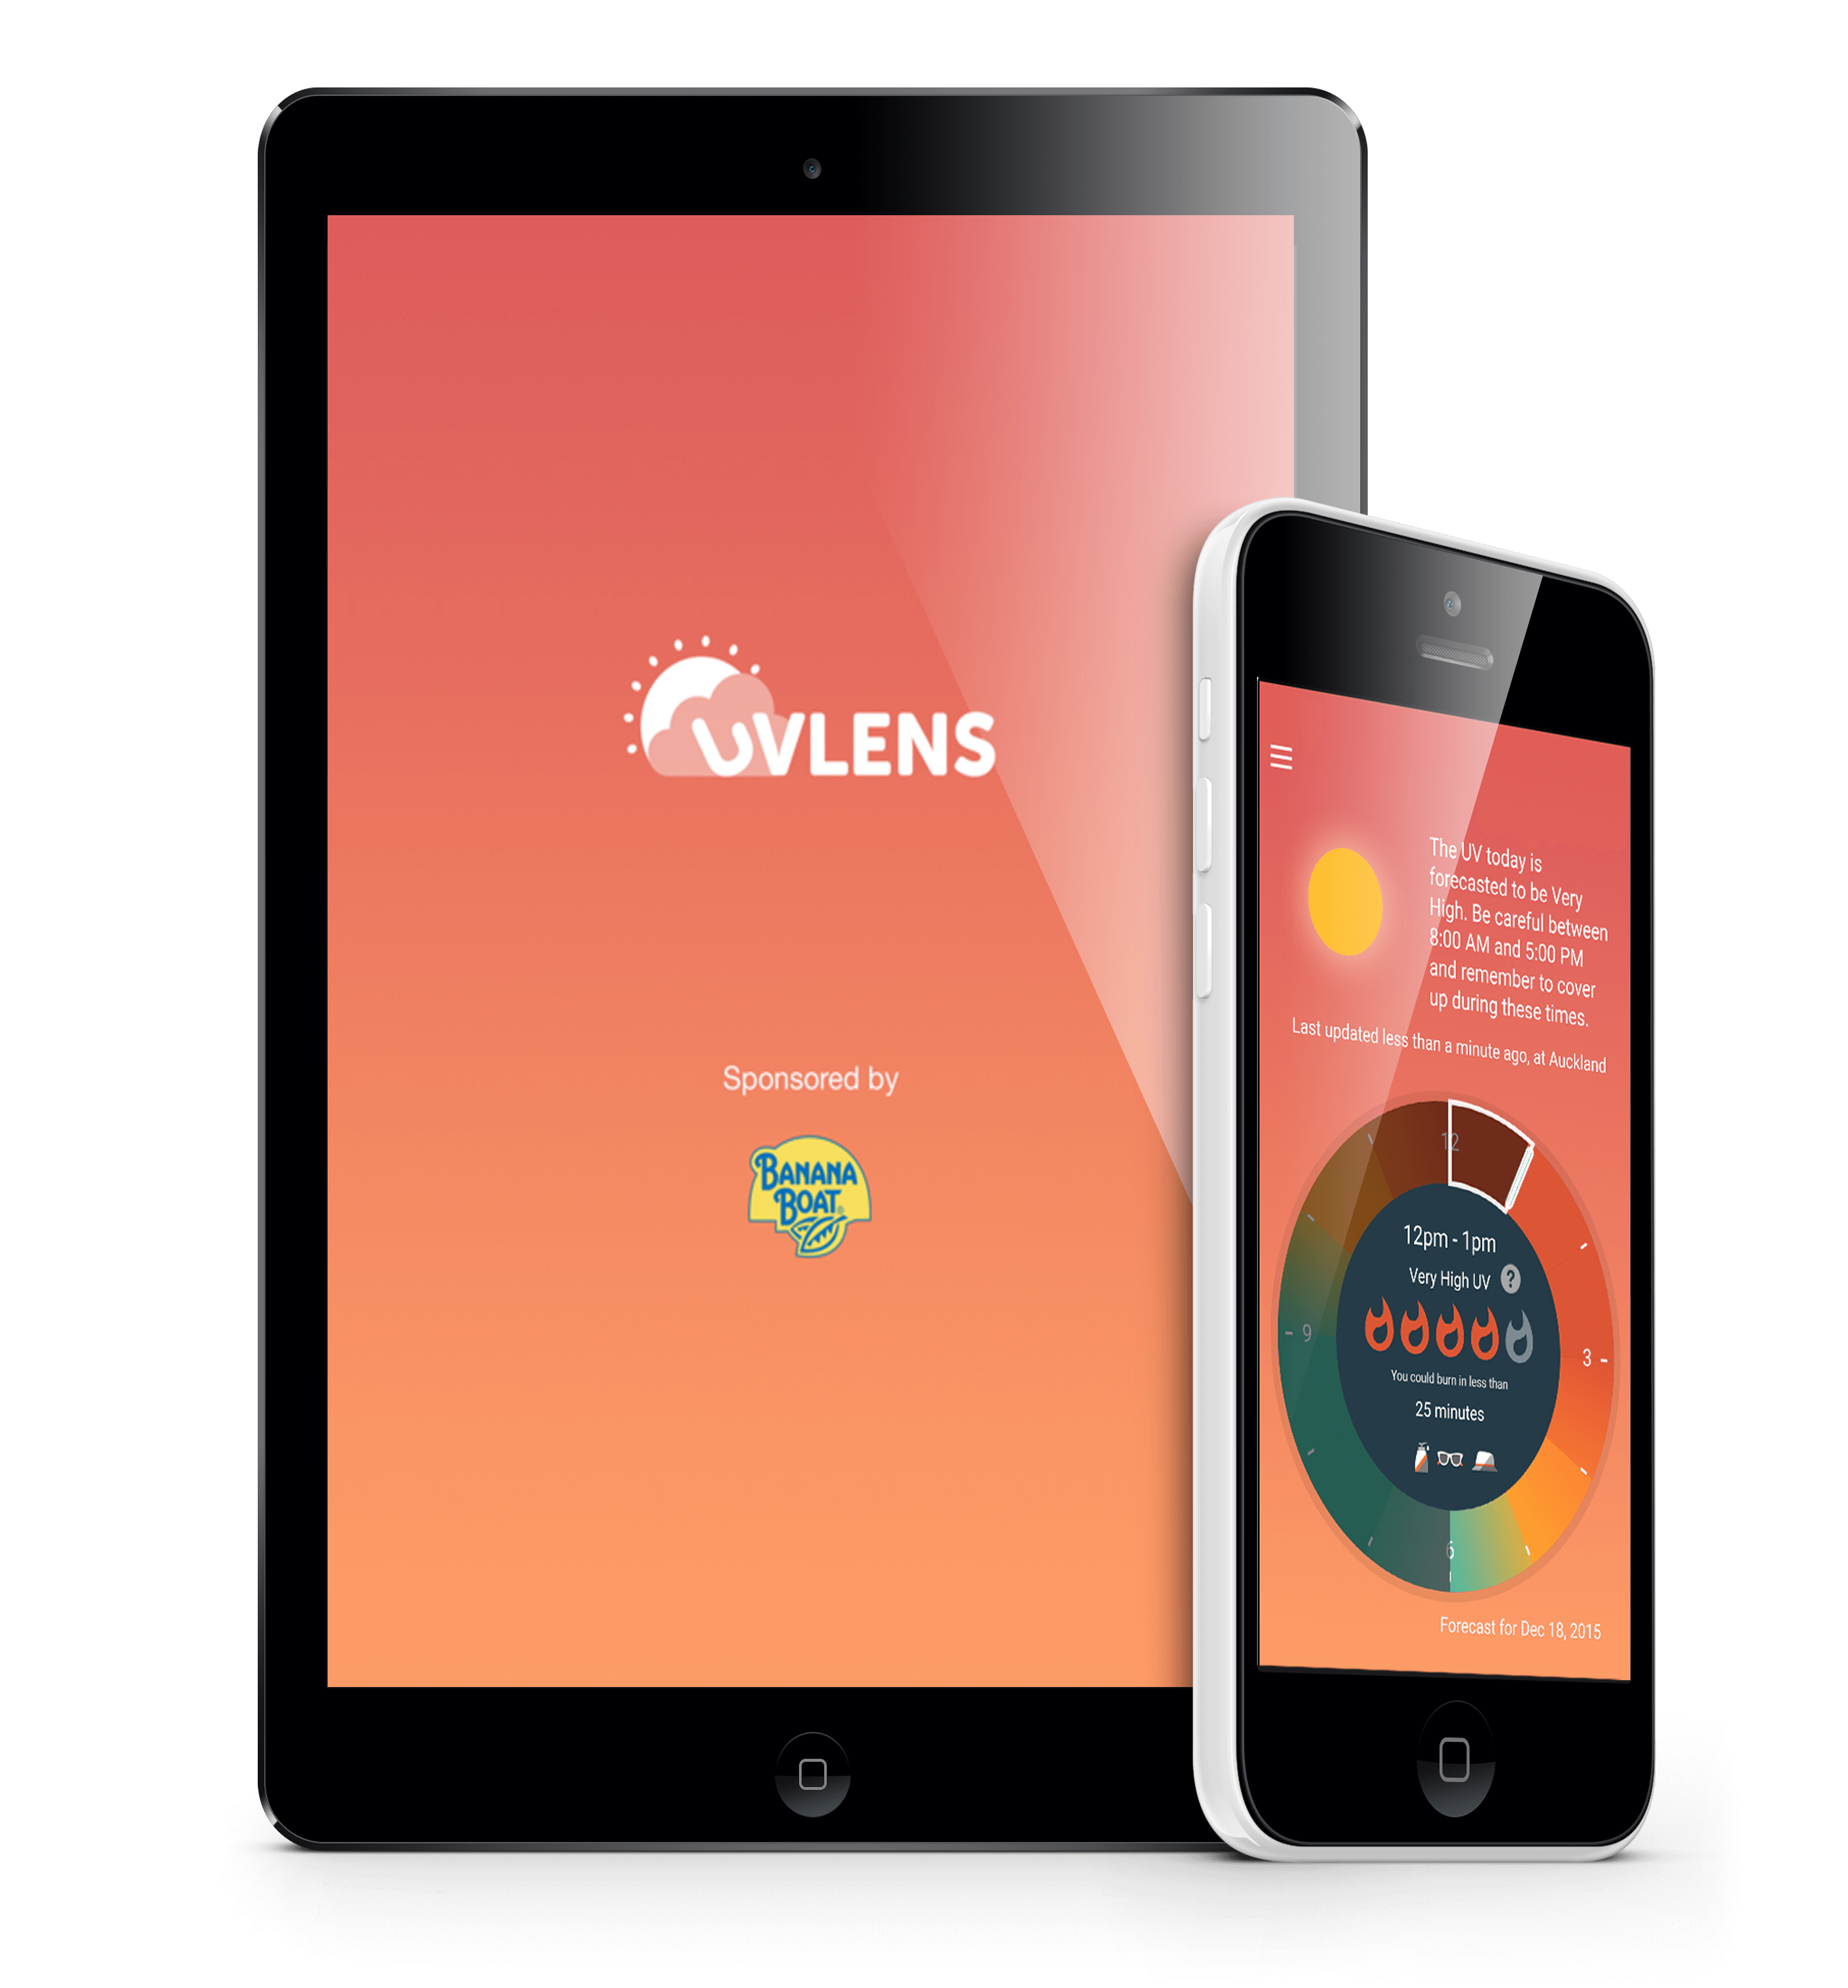 UVLENS
Sponsored by
BANANA
BOAT®
The UV today is
forecasted to be Very
High. Be careful between
8:00 AM and 5:00 PM
and remember to cover
up during these times.
Last updated less than a minute ago, at Auckland
12
12pm - 1pm
Very High UV ?
9
3
You could burn in less than
25 minutes
6
Forecast for Dec 18, 2015